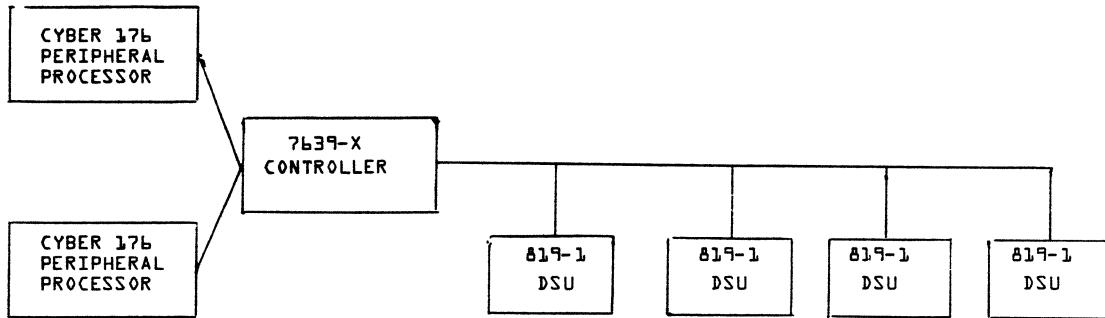 CYBER 176
PERIPHERAL
PROCESSOR
7639-X
CONTROLLER
CYBER 176
PERIPHERAL
PROCESSOR
819-1
DSU
819-1
DSU
819-1
DSU
819-1
DSU